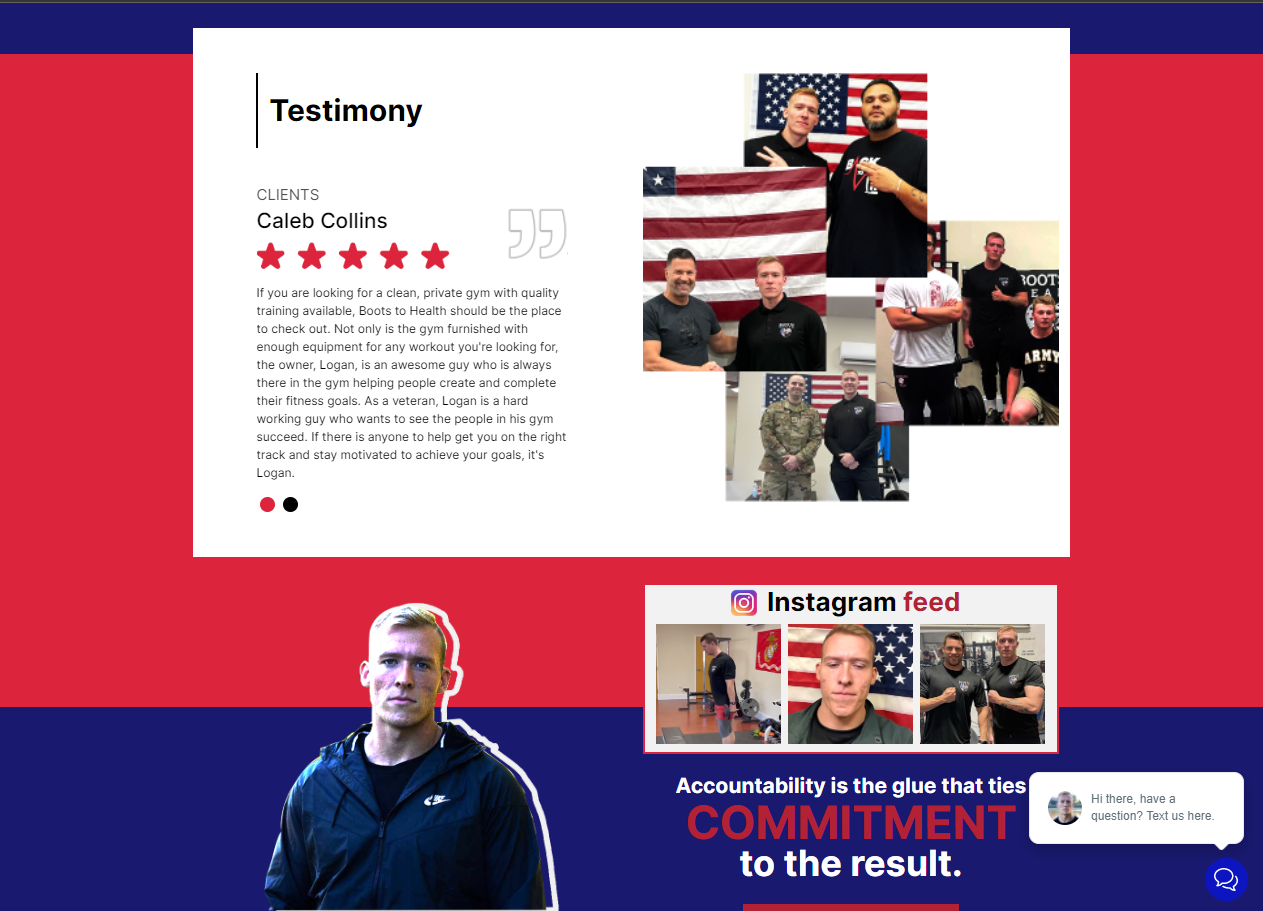 Testimony
CLIENTS
Caleb Collins
If you are looking for a clean, private gym with quality
training available, Boots to Health should be the place
to check out. Not only is the gym furnished with
enough equipment for any workout you're looking for,
the owner, Logan, is an awesome guy who is always
there in the gym helping people create and complete
their fitness goals. As a veteran, Logan is a hard
working guy who wants to see the people in his gym
succeed. If there is anyone to help get you on the right
track and stay motivated to achieve your goals, it's
Logan.
BACK
BOOTS
ARMY
Instagram feed
Accountability is the glue that ties
COMMITMENT
to the result.
Hi there, have a
question? Text us here.